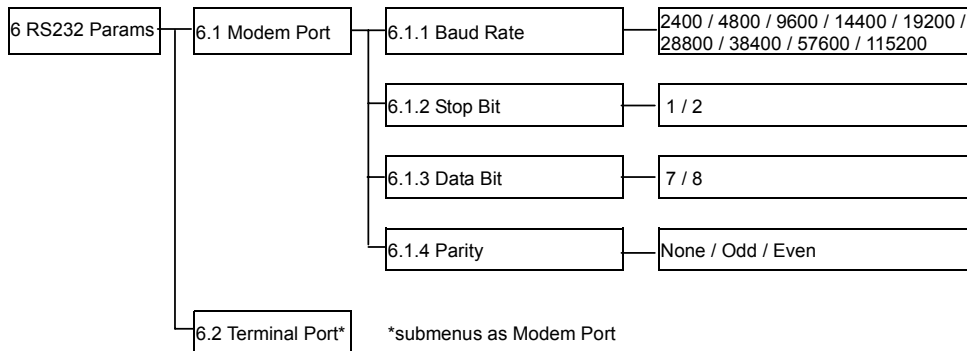 6 RS232 Params
6.1 Modem Port
6.1.1 Baud Rate
2400 / 4800 / 9600 / 14400 / 19200 /
28800 / 38400 / 57600 / 115200
6.1.2 Stop Bit
1 / 2
6.1.3 Data Bit
7 / 8
6.1.4 Parity
None / Odd / Even
6.2 Terminal Port*
*submenus as Modem Port